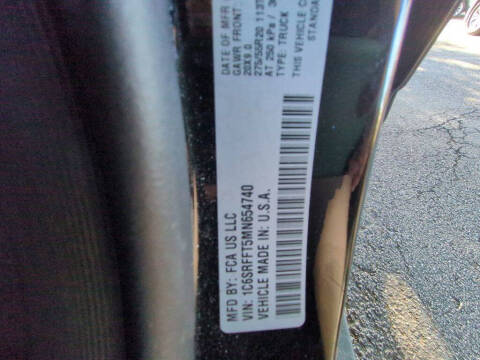 MFD BY: FCA US LLC
VIN: 1C6SRFFT5MN654740
VEHICLE MADE IN: U.S.A.
DATE OF MFR
GAWR FRONT
20X9.0
275/55R20 113T
AT 250 kPa /
TYPE: TRUCK
THIS VEHICLE
STANDA